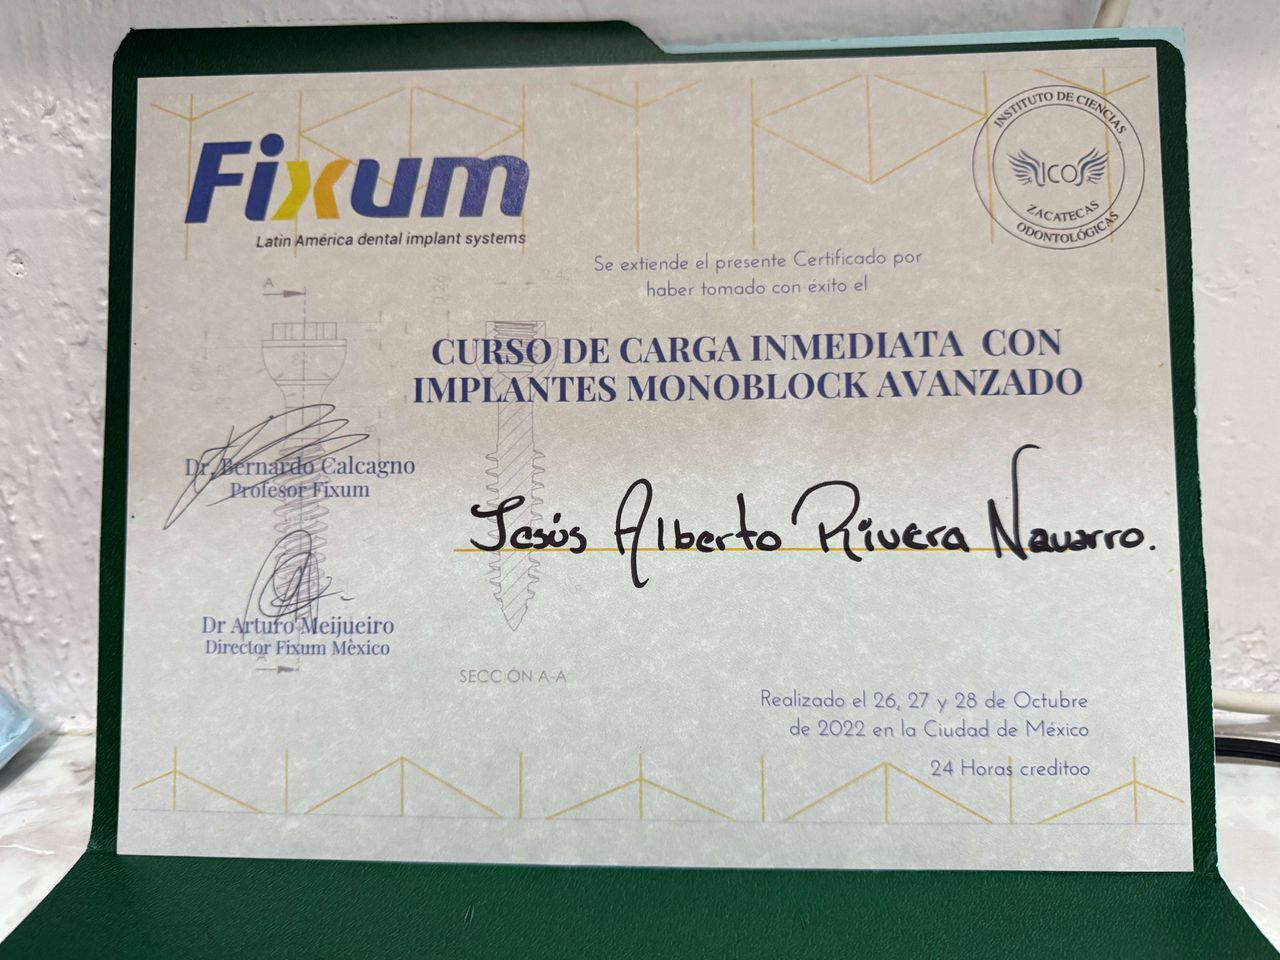 Fixum
Latin América dental implant systems
INSTITUTO DE CIENCIAS
ICO
ZACATECAS
ODONTOLÓGICAS
Se extiende el presente Certificado por
haber tomado con éxito el
CURSO DE CARGA INMEDIATA CON
IMPLANTES MONOBLOCK AVANZADO
Dr. Bernardo Calcagno
Profesor Fixum
Jesús Alberto Rivera Navarro.
Dr Arturo Meijueiro
Director Fixum Mèxico
A
A
SECCION A-A
Realizado el 26, 27 y 28 de Octubre
de 2022 en la Ciudad de México
24 Horas creditoo